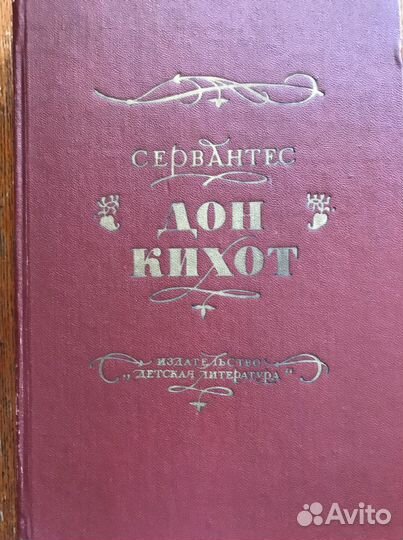 СЕРВАНТЕС
ДОН
КИХОТ
ИЗДАТЕЛЬСТВО
„ДЕТСКАЯ ЛИТЕРАТУРА"
Avito